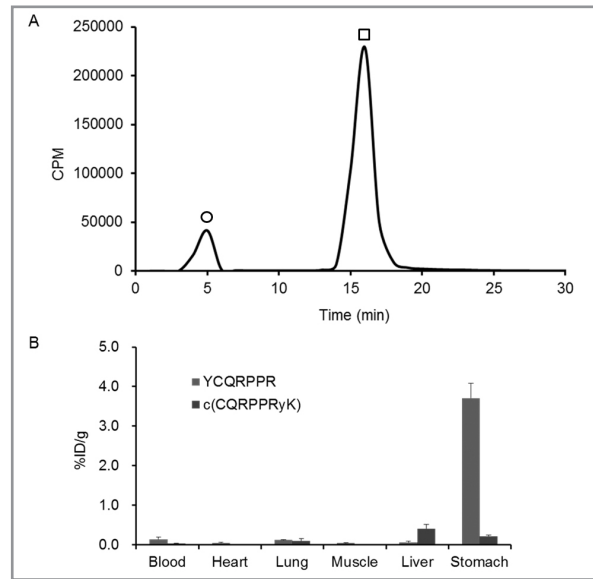 A
250000
200000
150000
100000
50000
0
CPM
0 5 10 15 20 25 30
Time (min)
B
5.0
4.0
3.0
2.0
1.0
0.0
%ID/g
YCQRPPR
c(CQRPPRyK)
Blood Heart Lung Muscle Liver Stomach